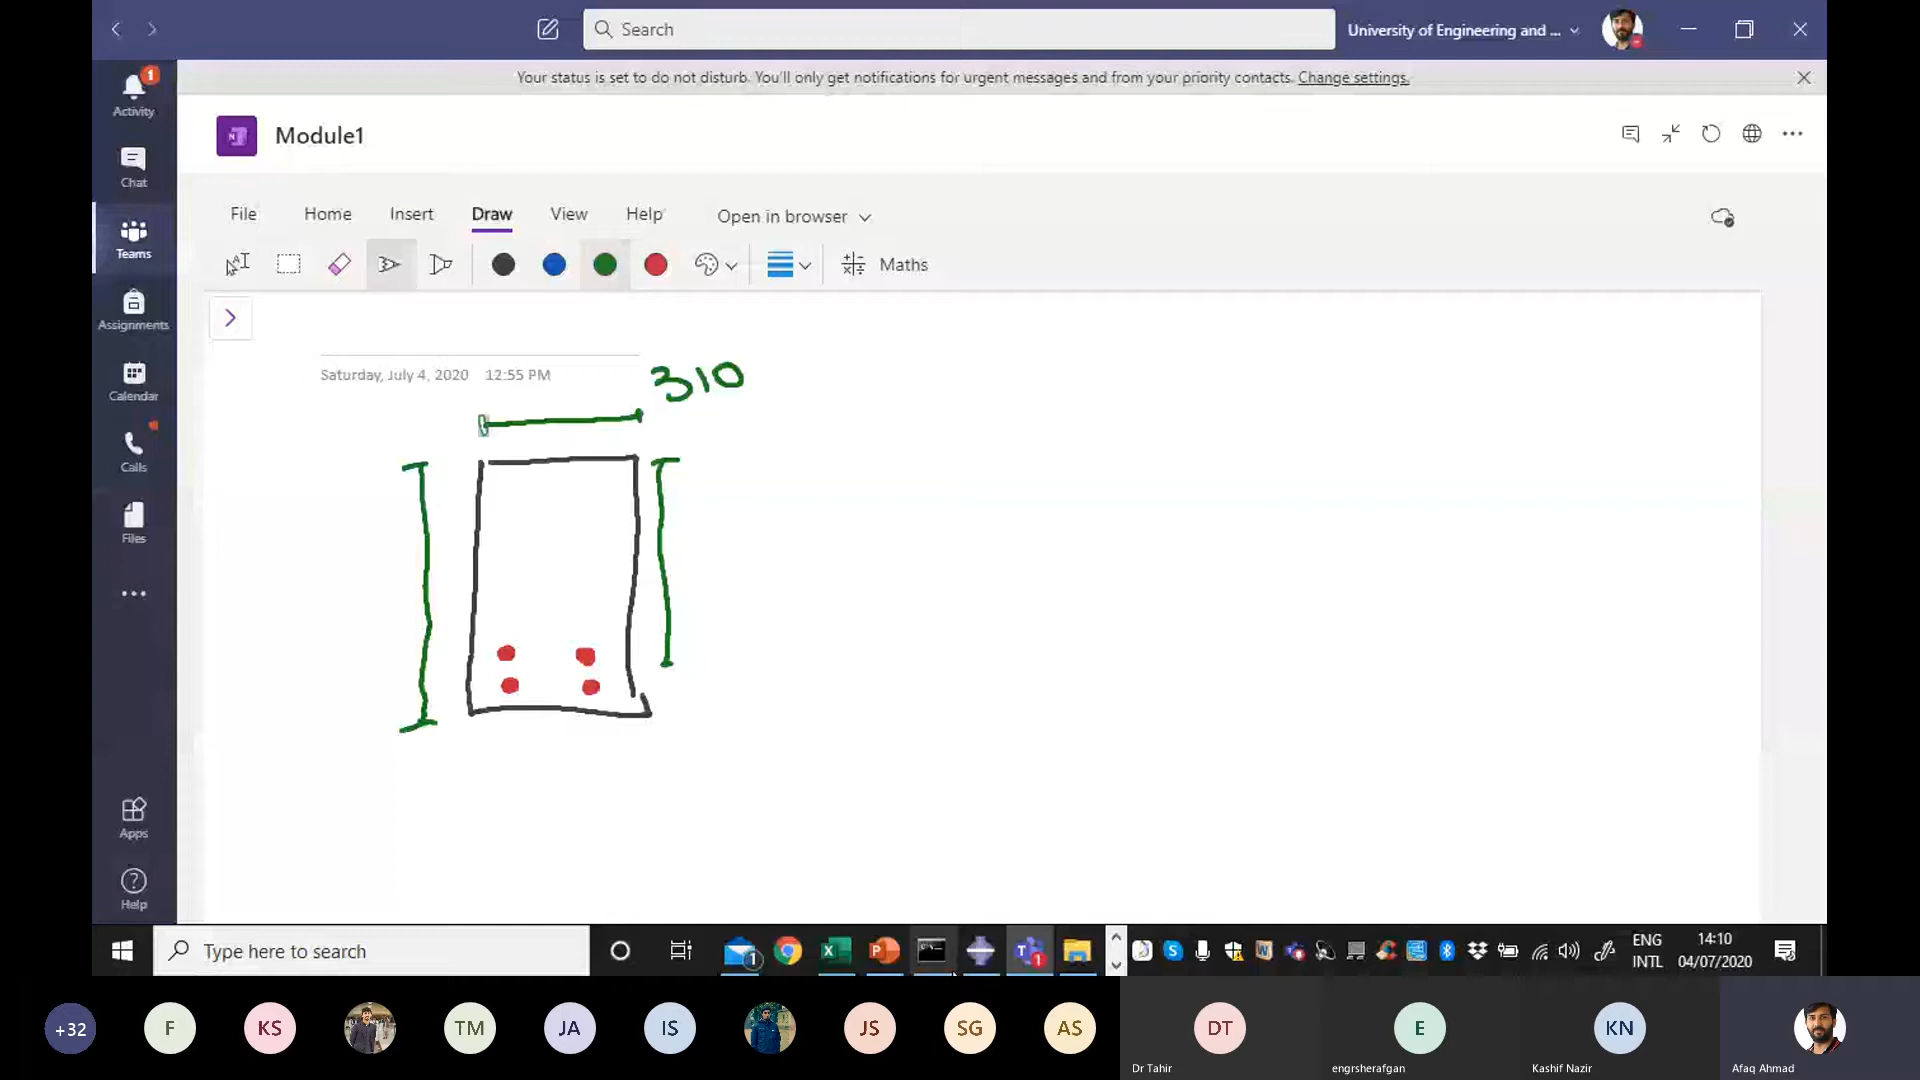 Search
University of Engineering and ...
Your status is set to do not disturb. You'll only get notifications for urgent messages and from your priority contacts. Change settings.
1
Activity
Chat
Teams
Assignments
Calendar
Calls
Files
Apps
Help
N
Module1
File Home Insert Draw View Help Open in browser
Maths
Saturday, July 4, 2020 12:55 PM
310
Type here to search
1
1
ENG
INTL
14:10
04/07/2020
+32 F KS TM JA IS JS SG AS DT E KN
Dr Tahir engrsherafgan Kashif Nazir Afaq Ahmad